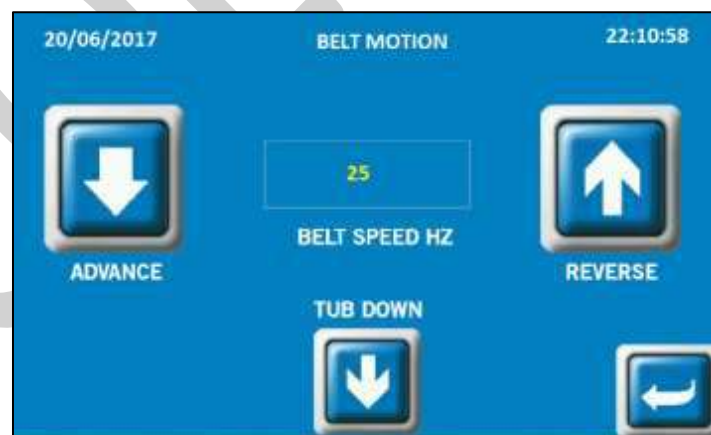 20/06/2017 BELT MOTION 22:10:58
25
BELT SPEED HZ
ADVANCE REVERSE
TUB DOWN